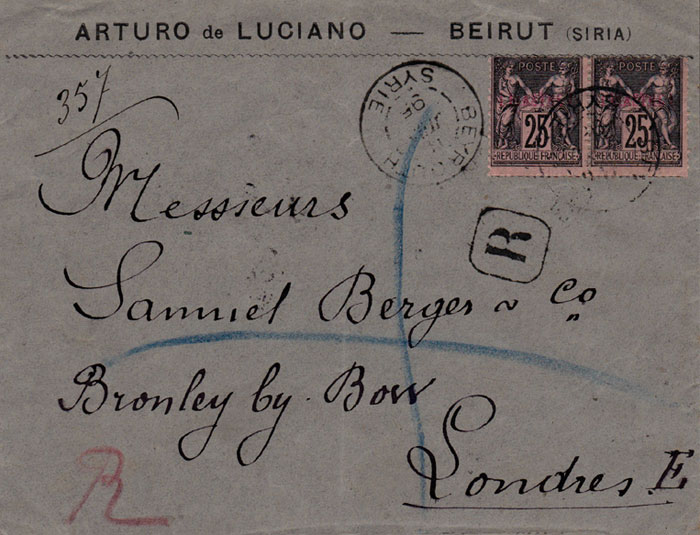 ARTURO de LUCIANO — BEIRUT (SIRIA)
357
SYRIE
POSTE
25
REPUBLIQUE FRANÇAISE
POSTE
25
REPUBLIQUE FRANÇAISE
R
Messieurs
Samuel Berger & Co
Bronley by. Bow
Londres E.
R